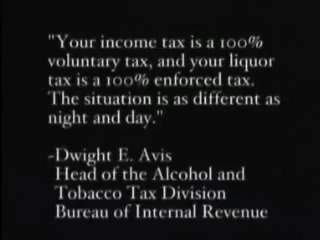 "Your income tax is a 100%
voluntary tax, and your liquor
tax is a 100% enforced tax.
The situation is as different as
night and day."
-Dwight E. Avis
Head of the Alcohol and
Tobacco Tax Division
Bureau of Internal Revenue